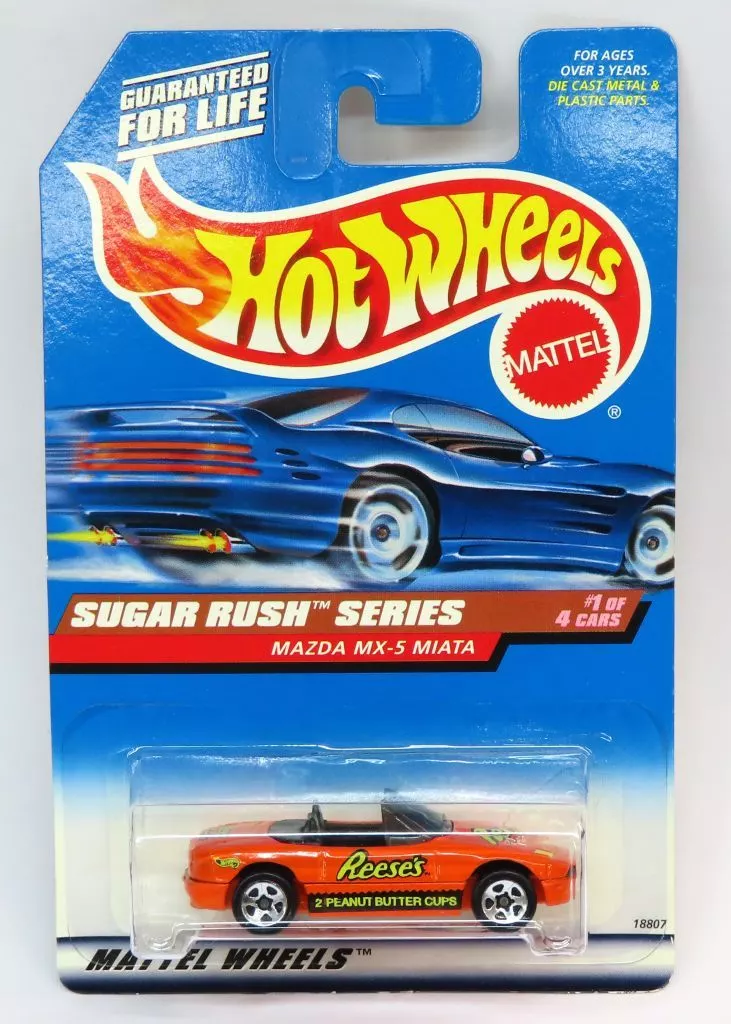 GUARANTEED
FOR LIFE
FOR AGES
OVER 3 YEARS.
DIE CAST METAL &
PLASTIC PARTS.
HOT WHEELS
MATTEL
®
SUGAR RUSH™ SERIES
#1 OF
4 CARS
MAZDA MX-5 MIATA
Reese's
2 PEANUT BUTTER CUPS
18807
MATTEL WHEELS™